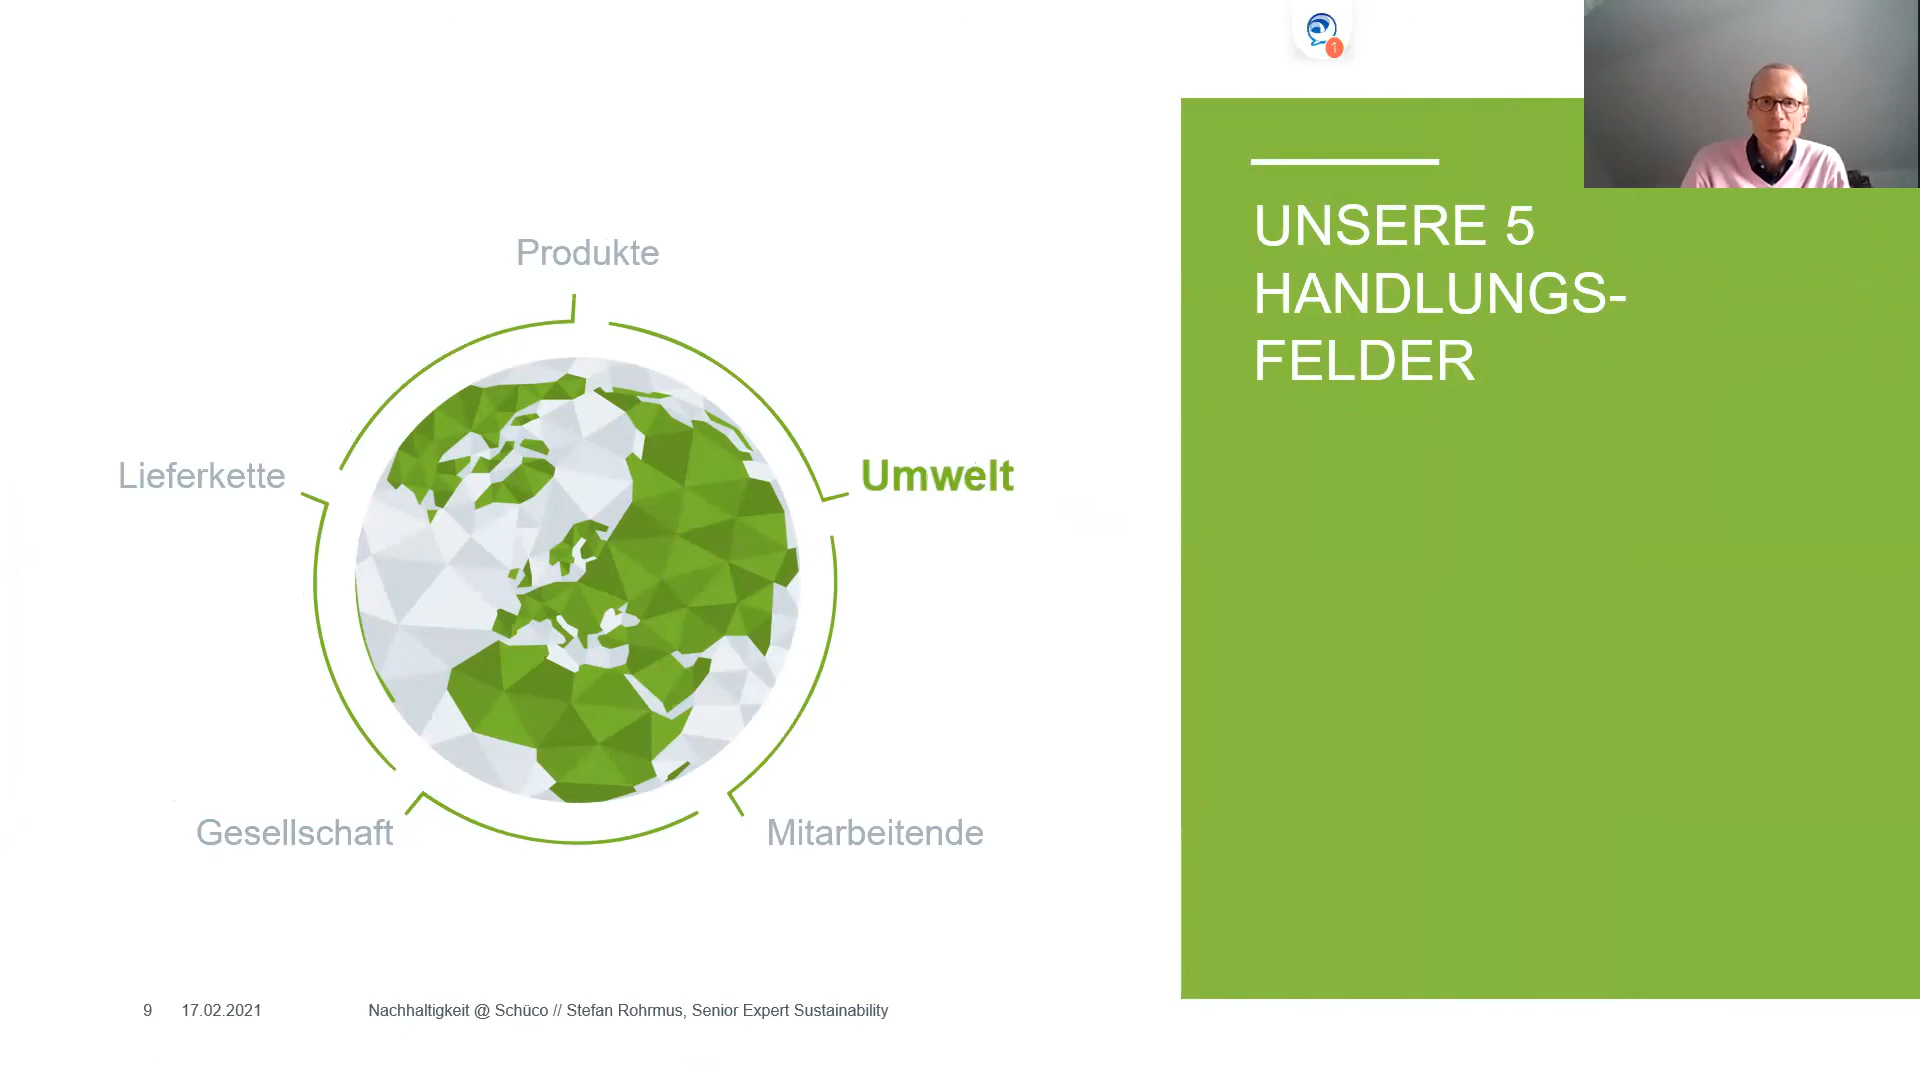 1
UNSERE 5
HANDLUNGS-
FELDER
Produkte
Umwelt
Lieferkette
Gesellschaft
Mitarbeitende
9 17.02.2021 Nachhaltigkeit @ Schüco // Stefan Rohrmus, Senior Expert Sustainability